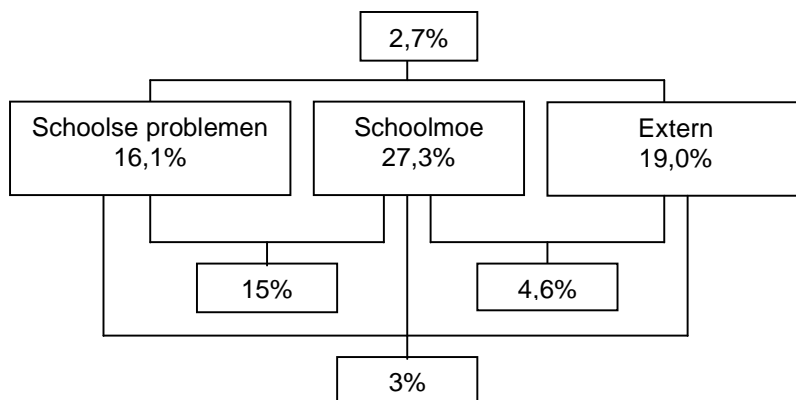 2,7%
Schoolse problemen
16,1%
Schoolmoe
27,3%
Extern
19,0%
15%
4,6%
3%